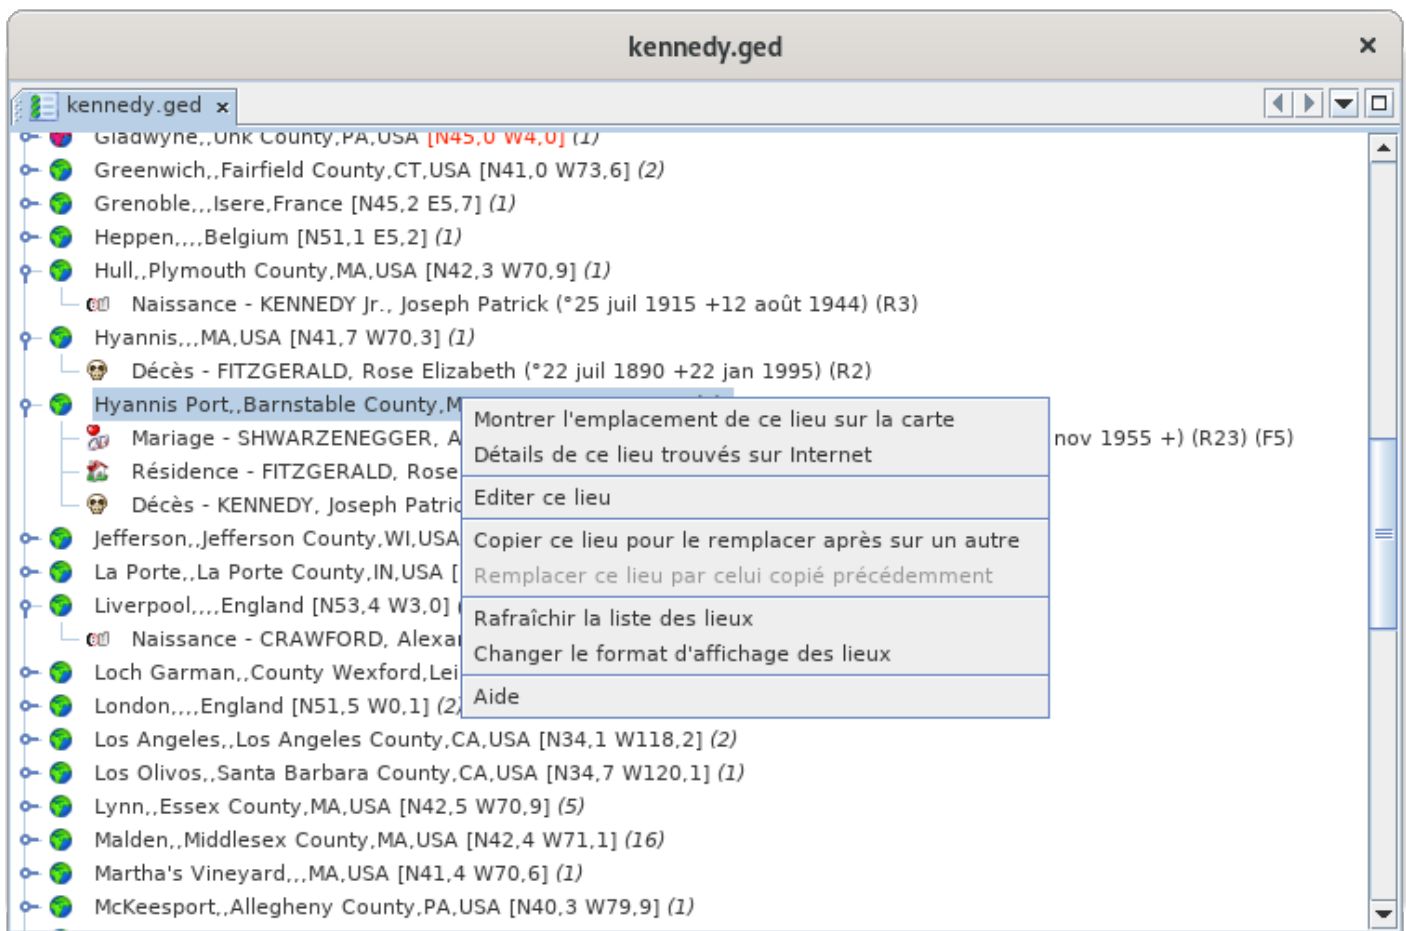 kennedy.ged
kennedy.ged
Gladwyne,,Unk County,PA,USA [N45,0 W4,0] (1)
Greenwich,,Fairfield County,CT,USA [N41,0 W73,6] (2)
Grenoble,,,Isere,France [N45,2 E5,7] (1)
Heppen,,,,Belgium [N51,1 E5,2] (1)
Hull,,Plymouth County,MA,USA [N42,3 W70,9] (1)
Naissance - KENNEDY Jr., Joseph Patrick (°25 juil 1915 +12 août 1944) (R3)
Hyannis,,,MA,USA [N41,7 W70,3] (1)
Décès - FITZGERALD, Rose Elizabeth (°22 juil 1890 +22 jan 1995) (R2)
Hyannis Port,,Barnstable County,M
Montrer l'emplacement de ce lieu sur la carte
Mariage - SHWARZENEGGER, A nov 1955 +) (R23) (F5)
Détails de ce lieu trouvés sur Internet
Résidence - FITZGERALD, Rose
Editer ce lieu
Décès - KENNEDY, Joseph Patric
Jefferson,,Jefferson County,WI,USA
Copier ce lieu pour le remplacer après sur un autre
La Porte,,La Porte County,IN,USA [
Remplacer ce lieu par celui copié précédemment
Liverpool,,,,England [N53,4 W3,0] (
Rafraîchir la liste des lieux
Naissance - CRAWFORD, Alexa
Changer le format d'affichage des lieux
Loch Garman,,County Wexford,Lei
Aide
London,,,,England [N51,5 W0,1] (2)
Los Angeles,,Los Angeles County,CA,USA [N34,1 W118,2] (2)
Los Olivos,,Santa Barbara County,CA,USA [N34,7 W120,1] (1)
Lynn,,Essex County,MA,USA [N42,5 W70,9] (5)
Malden,,Middlesex County,MA,USA [N42,4 W71,1] (16)
Martha's Vineyard,,,MA,USA [N41,4 W70,6] (1)
McKeesport,,Allegheny County,PA,USA [N40,3 W79,9] (1)